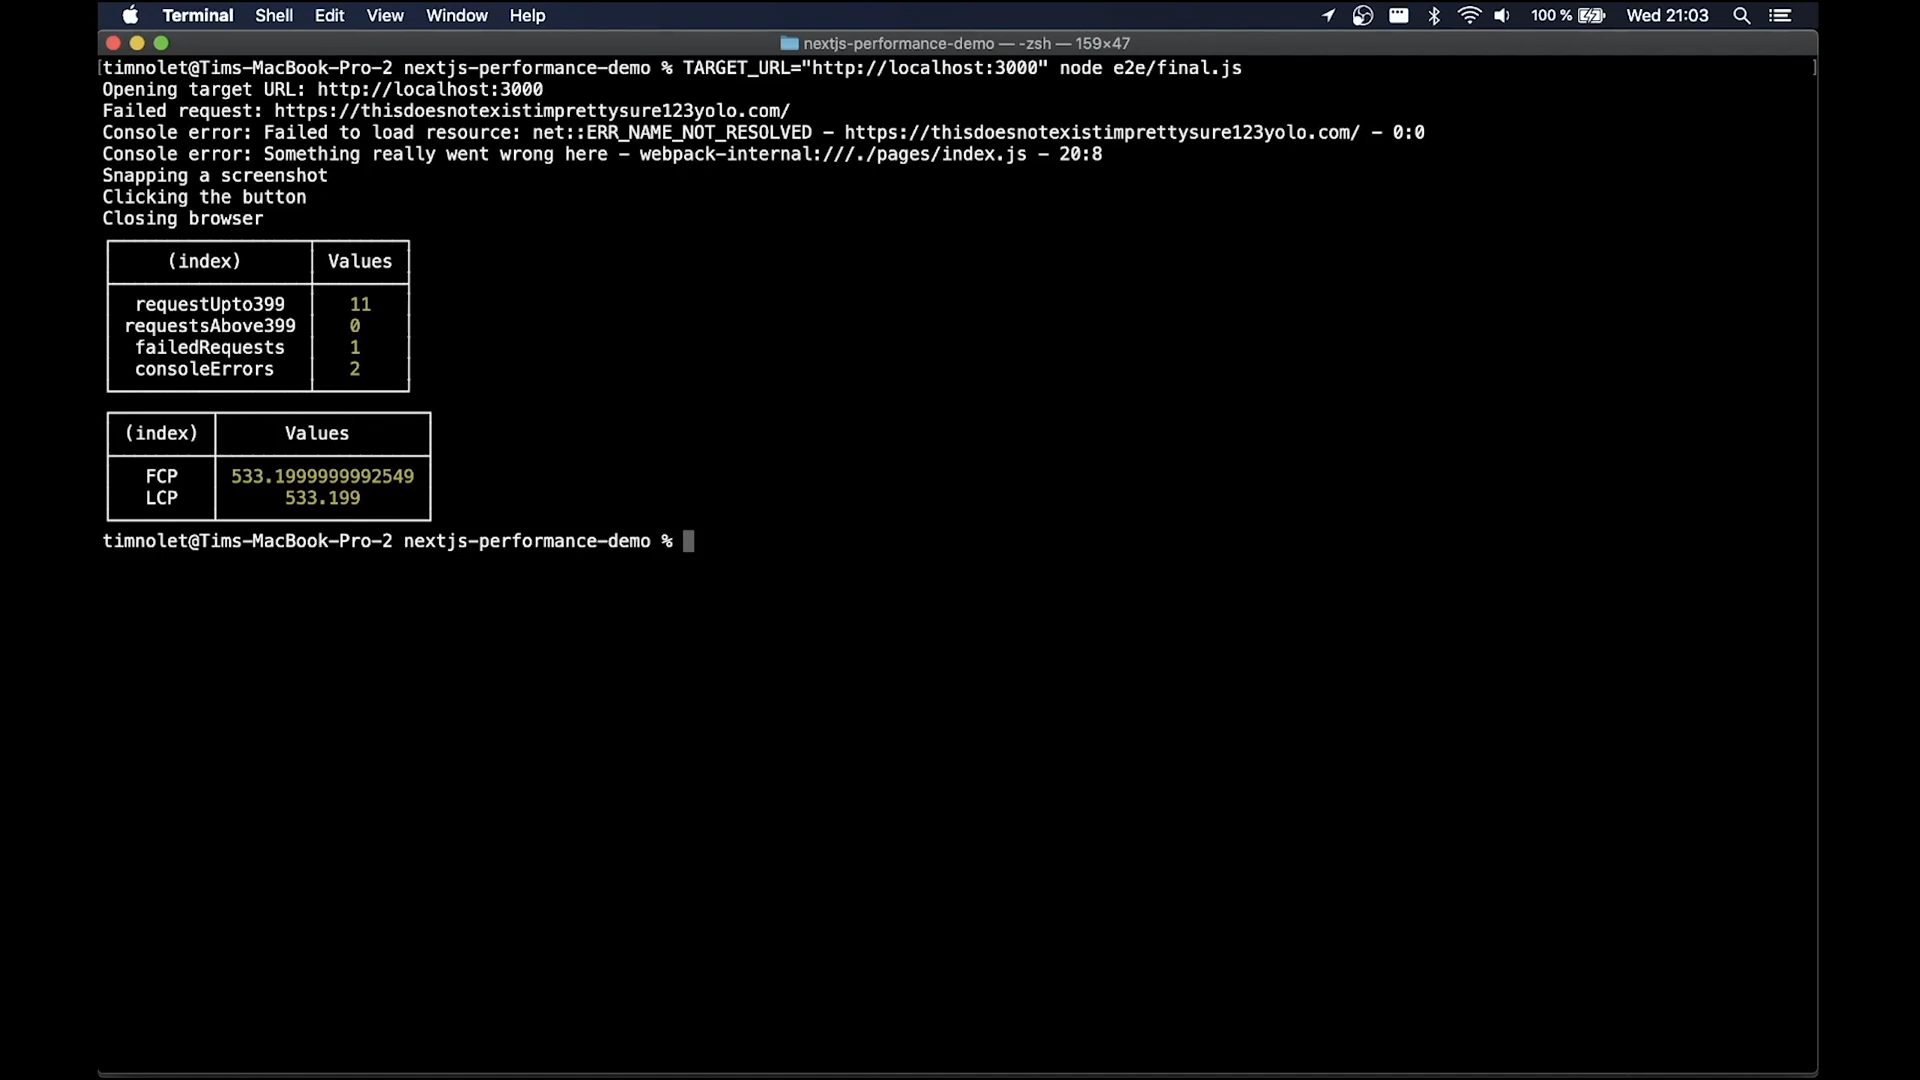 Terminal Shell Edit View Window Help 100 % Wed 21:03
nextjs-performance-demo — -zsh — 159×47
timnolet@Tims-MacBook-Pro-2 nextjs-performance-demo % TARGET_URL="http://localhost:3000" node e2e/final.js
Opening target URL: http://localhost:3000
Failed request: https://thisdoesnotexistimprettysure123yolo.com/
Console error: Failed to load resource: net::ERR_NAME_NOT_RESOLVED - https://thisdoesnotexistimprettysure123yolo.com/ - 0:0
Console error: Something really went wrong here - webpack-internal:///./pages/index.js - 20:8
Snapping a screenshot
Clicking the button
Closing browser
(index) Values
requestUpto399 11
requestsAbove399 0
failedRequests 1
consoleErrors 2
(index) Values
FCP 533.1999999992549
LCP 533.199
timnolet@Tims-MacBook-Pro-2 nextjs-performance-demo %